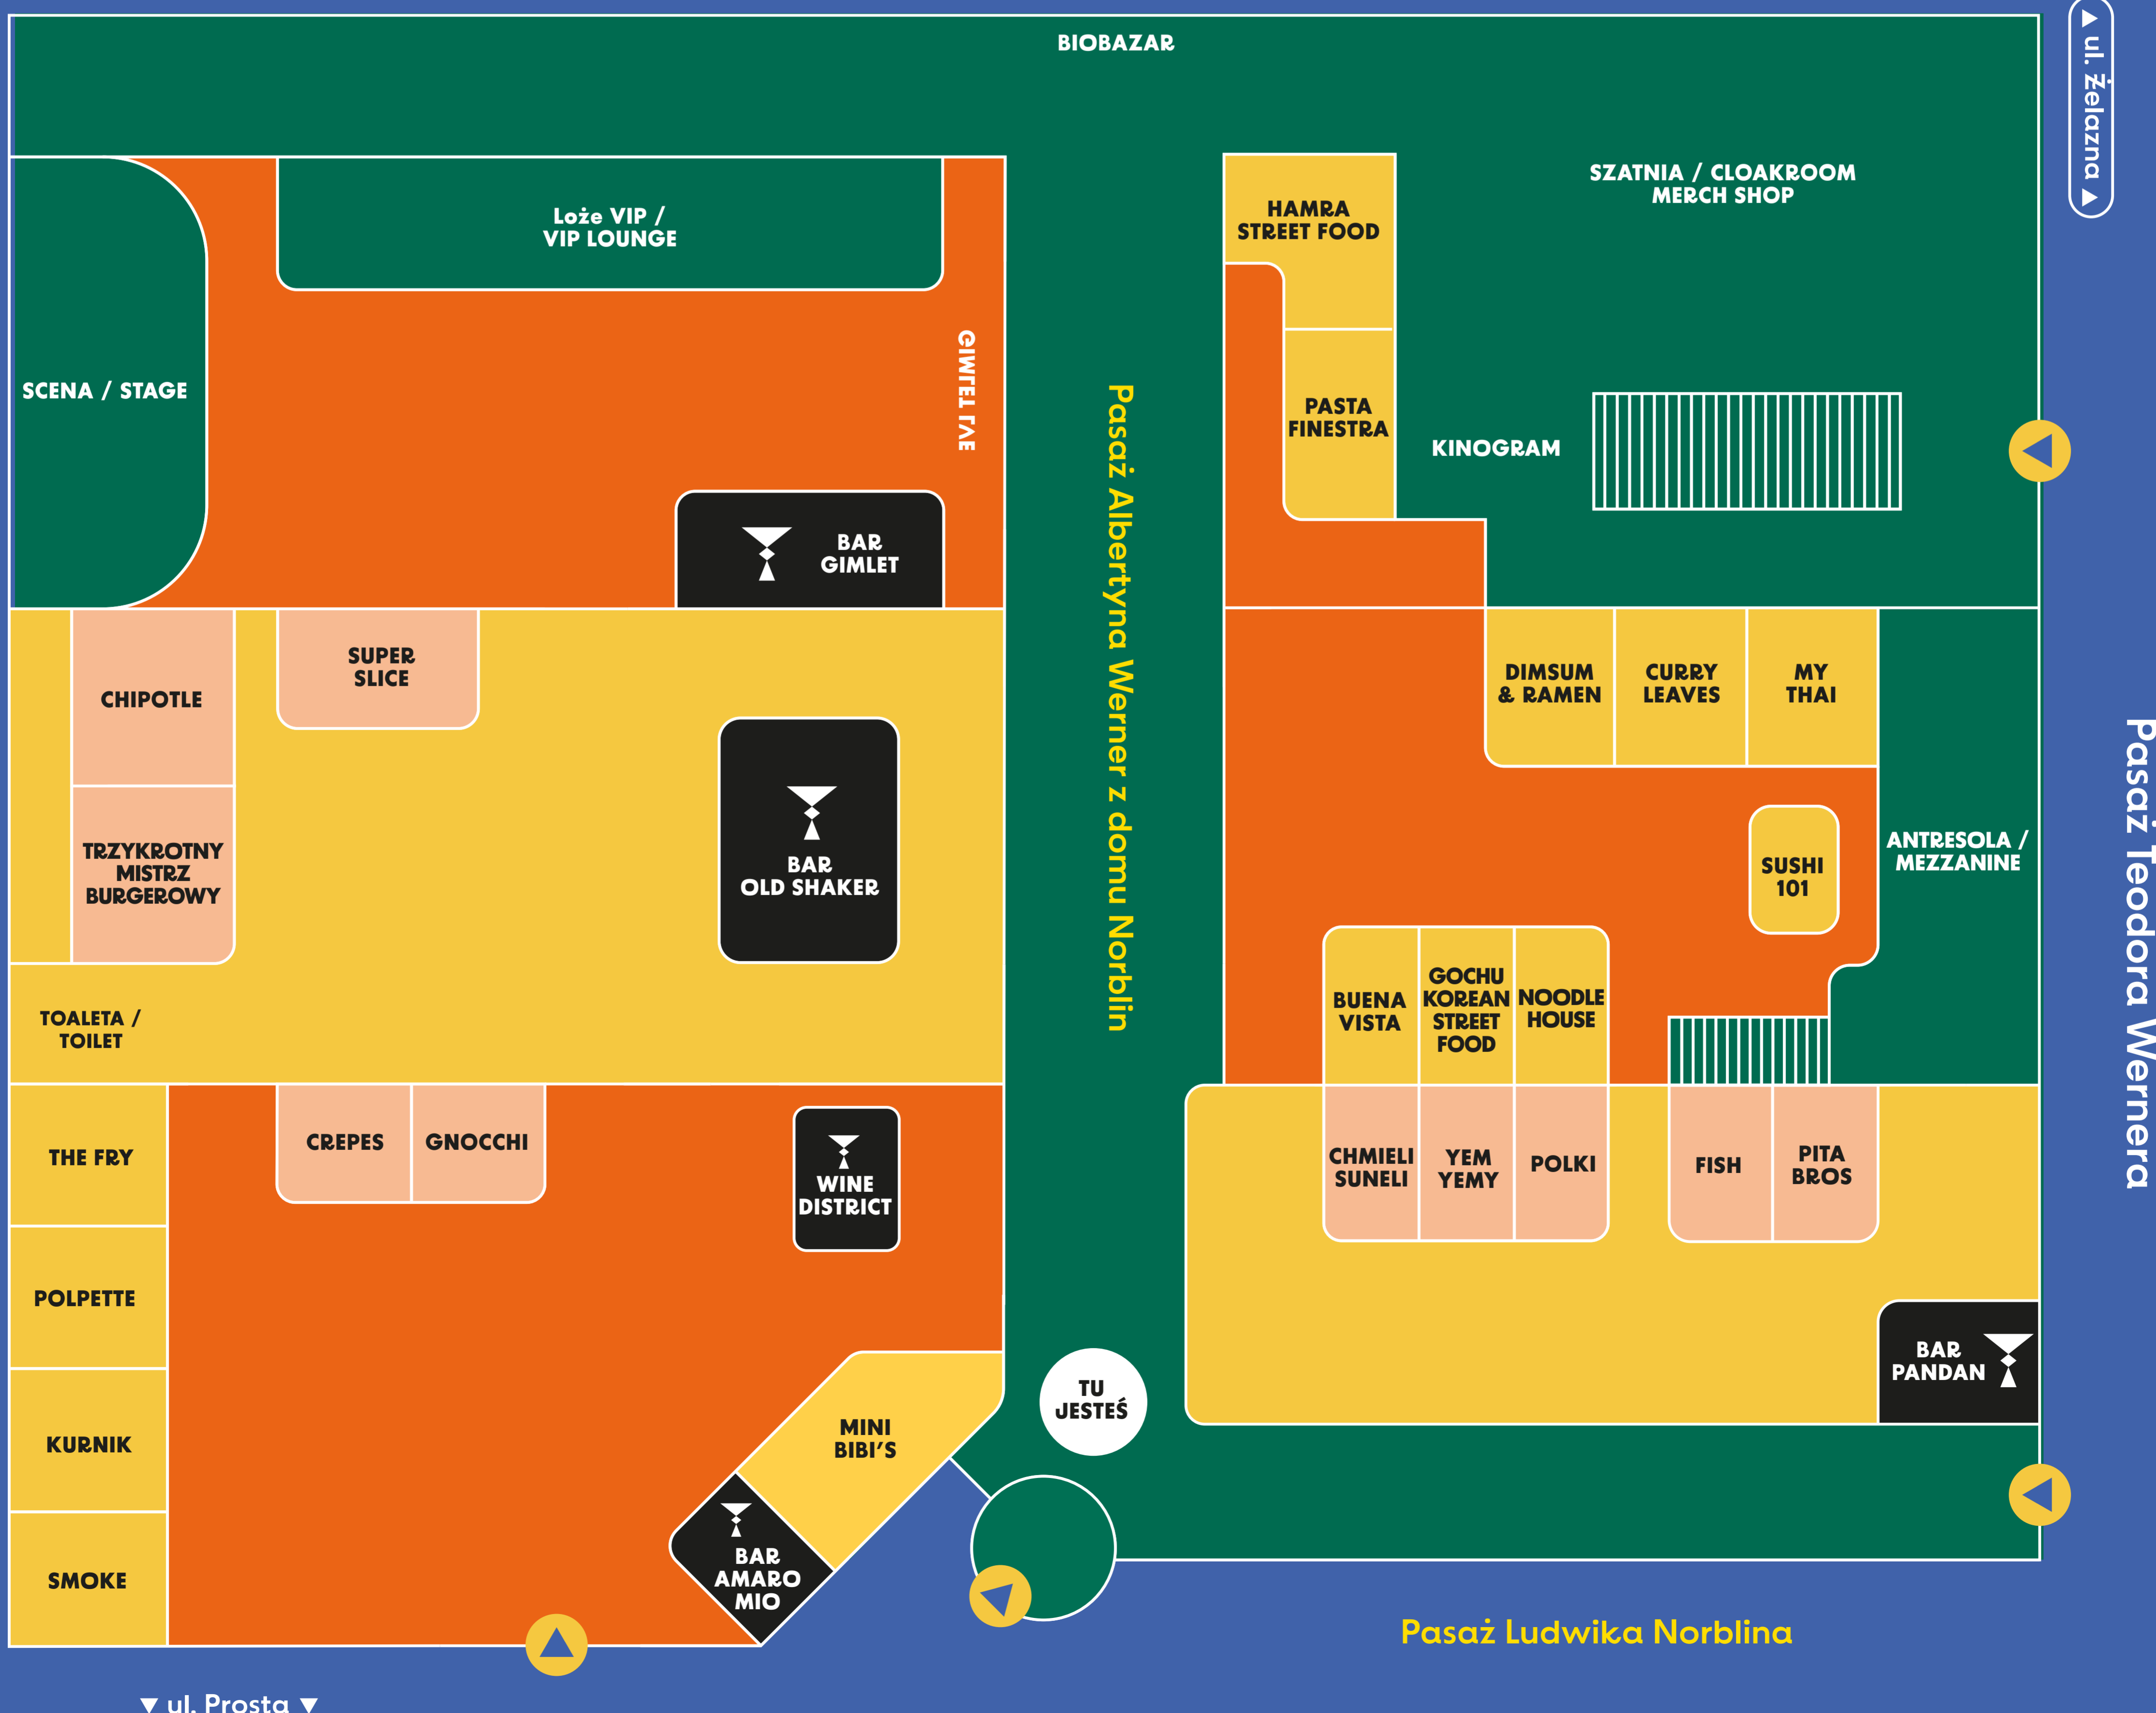 BIOBAZAR
▼ ul. Żelazna ▼
SZATNIA / CLOAKROOM
MERCH SHOP
Loże VIP /
VIP LOUNGE
SCENA / STAGE
GIMLET LVE
BAR
GIMLET
HAMRA
STREET FOOD
PASTA
FINESTRA
KINOGRAM
Pasaż Albertyna Werner z domu Norblin
CHIPOTLE
SUPER
SLICE
TRZYKROTNY
MISTRZ
BURGEROWY
BAR
OLD SHAKER
TOALETA /
TOILET
DIMSUM
& RAMEN
CURRY
LEAVES
MY
THAI
SUSHI
101
ANTRESOLA /
MEZZANINE
Pasaż Teodora Wernera
BUENA
VISTA
GOCHU
KOREAN
STREET
FOOD
NOODLE
HOUSE
THE FRY
POLPETTE
KURNIK
SMOKE
CREPES
GNOCCHI
WINE
DISTRICT
CHMIELI
SUNELI
YEM
YEMY
POLKI
FISH
PITA
BROS
BAR
PANDAN
TU
JESTEŚ
MINI
BIBI'S
BAR
AMARO
MIO
Pasaż Ludwika Norblina
▼ ul. Prosta ▼